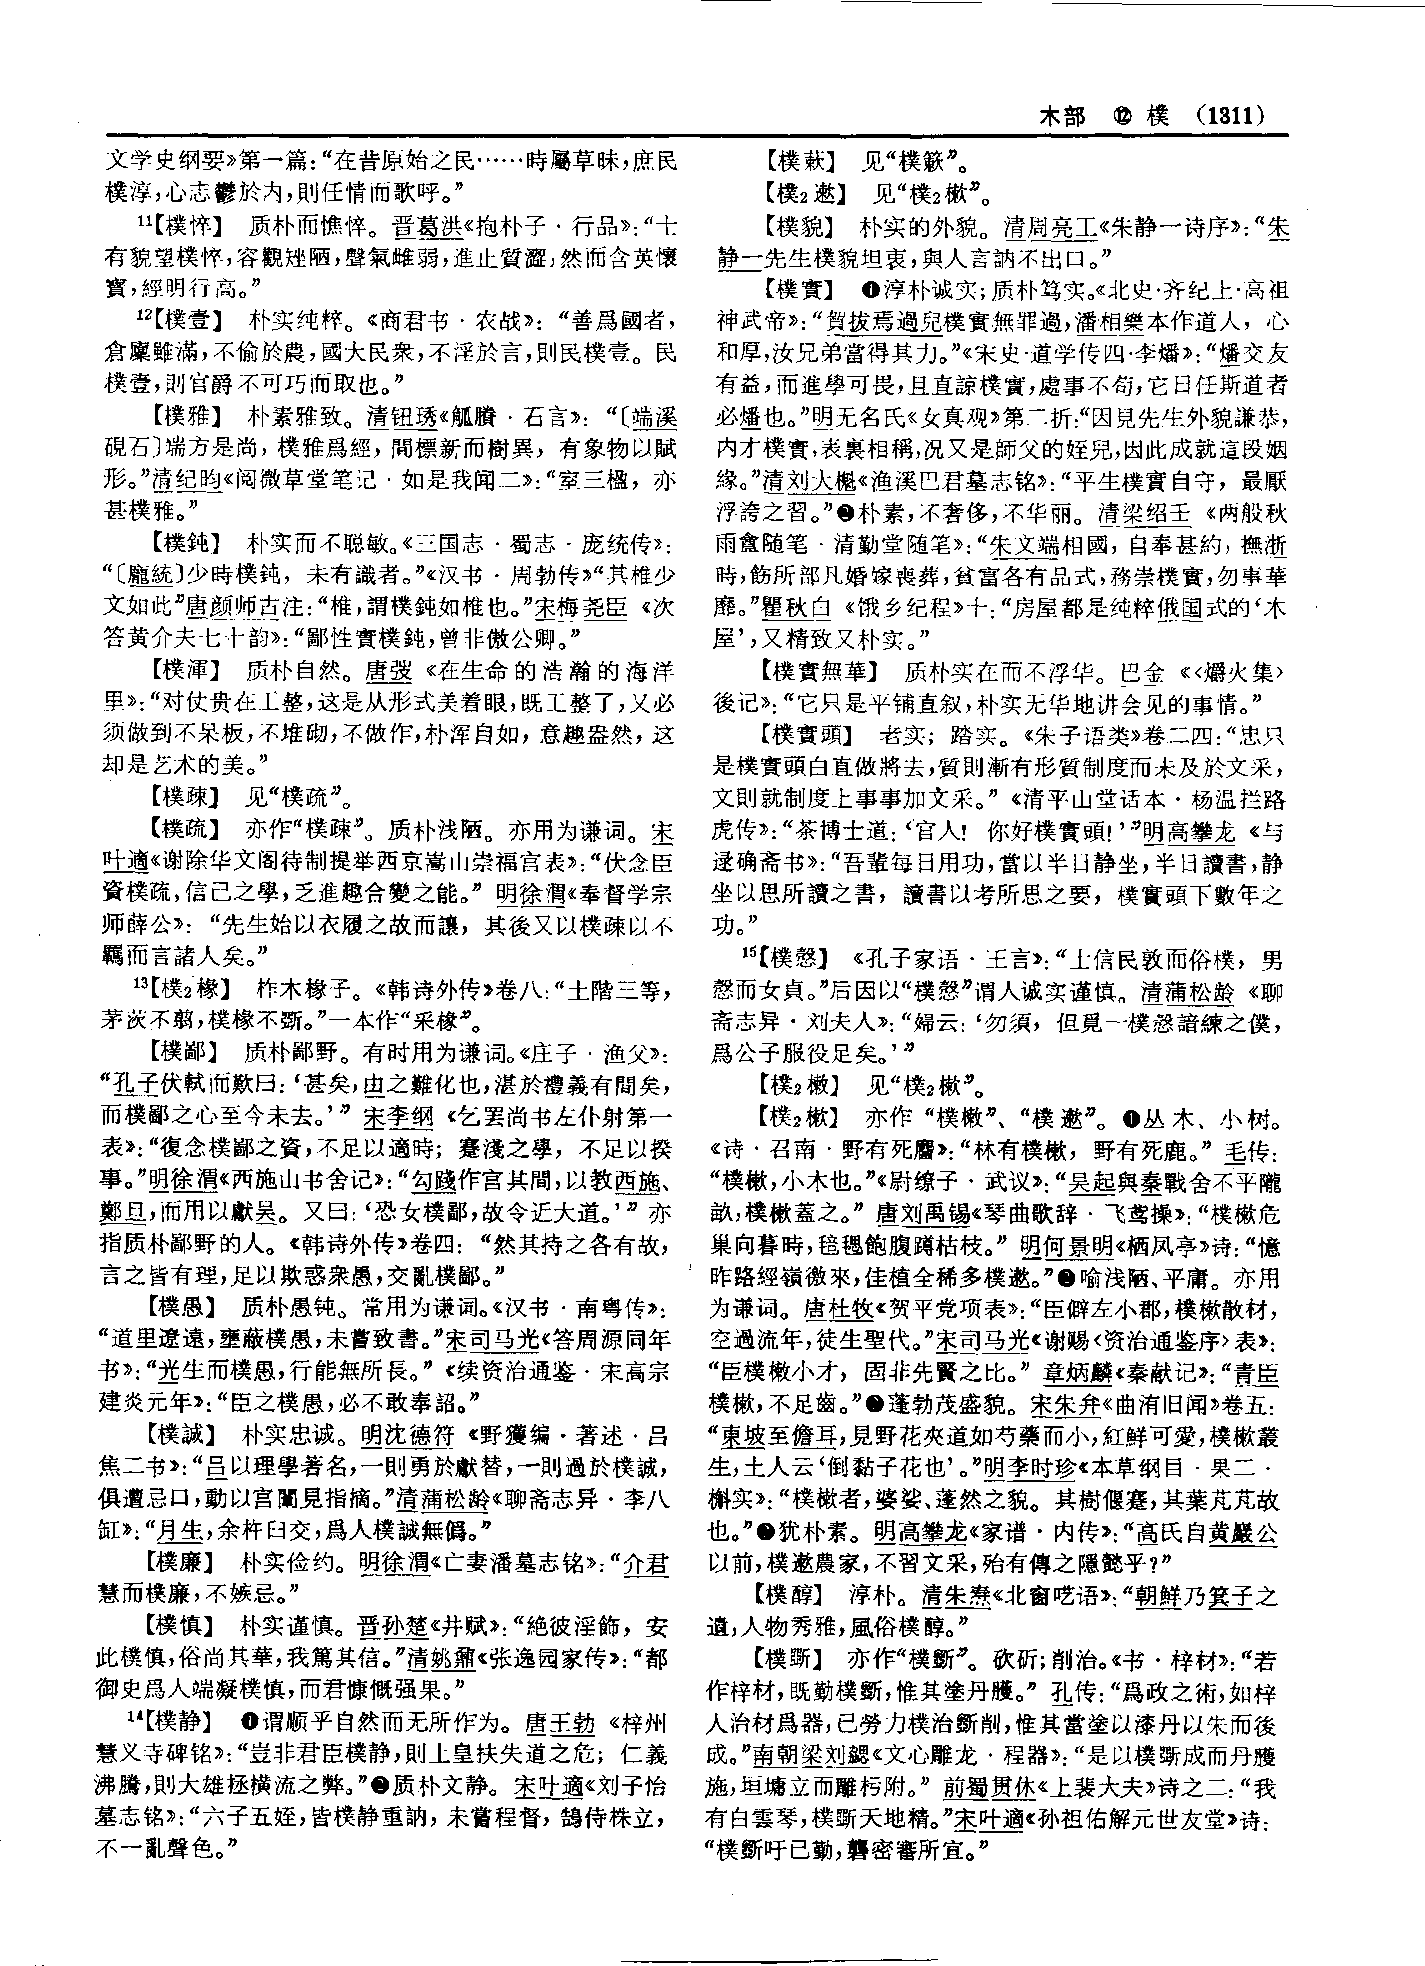 木部 ⑫ 樸 (1311)
文学史纲要》第一篇：“在昔原始之民……時屬草昧，庶民
樸淳，心志鬱於内，則任情而歌呼。”
¹¹【樸悴】 质朴而憔悴。晋葛洪《抱朴子·行品》：“士
有貌望樸悴，容觀矬陋，聲氣雌弱，進止質澀，然而含英懷
寶，經明行高。”
¹²【樸壹】 朴实纯粹。《商君书·农战》：“善爲國者，
倉廩雖滿，不偷於農，國大民衆，不淫於言，則民樸壹。民
樸壹，則官爵不可巧而取也。”
【樸雅】 朴素雅致。清钮琇《觚賸·石言》：“〔端溪
硯石〕端方是尚，樸雅爲經，間標新而樹異，有象物以賦
形。”清纪昀《阅微草堂笔记·如是我闻二》：“室三楹，亦
甚樸雅。”
【樸鈍】 朴实而不聪敏。《三国志·蜀志·庞统传》：
“〔龐統〕少時樸鈍，未有識者。”《汉书·周勃传》“其椎少
文如此”唐颜师古注：“椎，謂樸鈍如椎也。”宋梅尧臣《次
答黄介夫七十韵》：“鄙性實樸鈍，曾非傲公卿。”
【樸渾】 质朴自然。唐弢《在生命的浩瀚的海洋
里》：“对仗贵在工整，这是从形式美着眼，既工整了，又必
须做到不呆板，不堆砌，不做作，朴浑自如，意趣盎然，这
却是艺术的美。”
【樸疎】 见“樸疏”。
【樸疏】 亦作“樸疎”。质朴浅陋。亦用为谦词。宋
叶適《谢除华文阁待制提举西京嵩山崇福宫表》：“伏念臣
資樸疏，信己之學，乏進趣合變之能。”明徐渭《奉督学宗
师薛公》：“先生始以衣履之故而讓，其後又以樸疎以不
羈而言諸人矣。”
¹³【樸₂椽】 柞木椽子。《韩诗外传》卷八：“土階三等，
茅茨不翦，樸椽不斲。”一本作“采椽”。
【樸鄙】 质朴鄙野。有时用为谦词。《庄子·渔父》：
“孔子伏軾而歎曰：‘甚矣，由之難化也，湛於禮義有間矣，
而樸鄙之心至今未去。’”宋李纲《乞罢尚书左仆射第一
表》：“復念樸鄙之資，不足以適時；蹇淺之學，不足以揆
事。”明徐渭《西施山书舍记》：“勾踐作宫其間，以教西施、
鄭旦，而用以獻吴。又曰：‘恐女樸鄙，故令近大道。’”亦
指质朴鄙野的人。《韩诗外传》卷四：“然其持之各有故，
言之皆有理，足以欺惑衆愚，交亂樸鄙。”
【樸愚】 质朴愚钝。常用为谦词。《汉书·南粤传》：
“道里遼遠，壅蔽樸愚，未嘗致書。”宋司马光《答周源同年
书》：“光生而樸愚，行能無所長。”《续资治通鉴·宋高宗
建炎元年》：“臣之樸愚，必不敢奉詔。”
【樸誠】 朴实忠诚。明沈德符《野獲编·著述·吕
焦二书》：“吕以理學著名，一則勇於獻替，一則過於樸誠，
俱遭忌口，動以宫闈見指摘。”清蒲松龄《聊斋志异·李八
缸》：“月生，余杵臼交，爲人樸誠無僞。”
【樸廉】 朴实俭约。明徐渭《亡妻潘墓志铭》：“介君
慧而樸廉，不嫉忌。”
【樸慎】 朴实谨慎。晋孙楚《井赋》：“絶彼淫飾，安
此樸慎，俗尚其華，我篤其信。”清姚鼐《张逸园家传》：“都
御史爲人端凝樸慎，而君慷慨强果。”
¹⁴【樸静】 ❶谓顺乎自然而无所作为。唐王勃《梓州
慧义寺碑铭》：“豈非君臣樸静，則上皇扶失道之危；仁義
沸騰，則大雄拯横流之弊。”❷质朴文静。宋叶適《刘子怡
墓志铭》：“六子五姪，皆樸静重訥，未嘗程督，鵠侍株立，
不一亂聲色。”
【樸蔌】 见“樸簌”。
【樸₂遬】 见“樸₂樕”。
【樸貌】 朴实的外貌。清周亮工《朱静一诗序》：“朱
静一先生樸貌坦衷，與人言訥不出口。”
【樸實】 ❶淳朴诚实；质朴笃实。《北史·齐纪上·高祖
神武帝》：“賀拔焉過兒樸實無罪過，潘相樂本作道人，心
和厚，汝兄弟當得其力。”《宋史·道学传四·李燔》：“燔交友
有益，而進學可畏，且直諒樸實，處事不苟，它日任斯道者
必燔也。”明无名氏《女真观》第二折：“因見先生外貌謙恭，
内才樸實，表裏相稱，况又是師父的姪兒，因此成就這段姻
緣。”清刘大櫆《渔溪巴君墓志铭》：“平生樸實自守，最厭
浮誇之習。”❷朴素，不奢侈，不华丽。清梁绍壬《两般秋
雨盦随笔·清勤堂随笔》：“朱文端相國，自奉甚約，撫浙
時，飭所部凡婚嫁喪葬，貧富各有品式，務崇樸實，勿事華
靡。”瞿秋白《饿乡纪程》十：“房屋都是纯粹俄国式的‘木
屋’，又精致又朴实。”
【樸實無華】 质朴实在而不浮华。巴金《〈爝火集〉
後记》：“它只是平铺直叙，朴实无华地讲会见的事情。”
【樸實頭】 老实；踏实。《朱子语类》卷二四：“忠只
是樸實頭白直做將去，質則漸有形質制度而未及於文采，
文則就制度上事事加文采。”《清平山堂话本·杨温拦路
虎传》：“茶博士道：‘官人！你好樸實頭！’”明高攀龙《与
逯确斋书》：“吾輩每日用功，當以半日静坐，半日讀書，静
坐以思所讀之書，讀書以考所思之要，樸實頭下數年之
功。”
¹⁵【樸愨】 《孔子家语·王言》：“士信民敦而俗樸，男
愨而女貞。”后因以“樸愨”谓人诚实谨慎。清蒲松龄《聊
斋志异·刘夫人》：“婦云：‘勿須，但覓一樸愨諳練之僕，
爲公子服役足矣。’”
【樸₂橄】 见“樸₂樕”。
【樸₂樕】 亦作“樸橄”、“樸遬”。❶丛木、小树。
《诗·召南·野有死麕》：“林有樸樕，野有死鹿。”毛传：
“樸樕，小木也。”《尉缭子·武议》：“吴起與秦戰舍不平隴
畝，樸樕蓋之。”唐刘禹锡《琴曲歌辞·飞鸢操》：“樸樕危
巢向暮時，毰毸飽腹蹲枯枝。”明何景明《栖凤亭》诗：“憶
昨路經嶺徼來，佳植全稀多樸遬。”❷喻浅陋、平庸。亦用
为谦词。唐杜牧《贺平党项表》：“臣僻左小郡，樸樕散材，
空過流年，徒生聖代。”宋司马光《谢赐〈资治通鉴序〉表》：
“臣樸橄小才，固非先賢之比。”章炳麟《秦献记》：“青臣
樸樕，不足齒。”❸蓬勃茂盛貌。宋朱弁《曲洧旧闻》卷五：
“東坡至儋耳，見野花夾道如芍藥而小，紅鮮可愛，樸樕叢
生，土人云‘倒黏子花也’。”明李时珍《本草纲目·果二·
槲实》：“樸樕者，婆娑、蓬然之貌。其樹偃蹇，其葉芃芃故
也。”❹犹朴素。明高攀龙《家谱·内传》：“高氏自黄巖公
以前，樸遬農家，不習文采，殆有傳之隱懿乎？”
【樸醇】 淳朴。清朱焘《北窗呓语》：“朝鮮乃箕子之
遺，人物秀雅，風俗樸醇。”
【樸斲】 亦作“樸斵”。砍斫；削治。《书·梓材》：“若
作梓材，既勤樸斵，惟其塗丹雘。”孔传：“爲政之術，如梓
人治材爲器，已勞力樸治斵削，惟其當塗以漆丹以朱而後
成。”南朝梁刘勰《文心雕龙·程器》：“是以樸斲成而丹雘
施，垣墉立而雕杇附。”前蜀贯休《上裴大夫》诗之二：“我
有白雲琴，樸斲天地精。”宋叶適《孙祖佑解元世友堂》诗：
“樸斵吁已勤，礱密審所宜。”